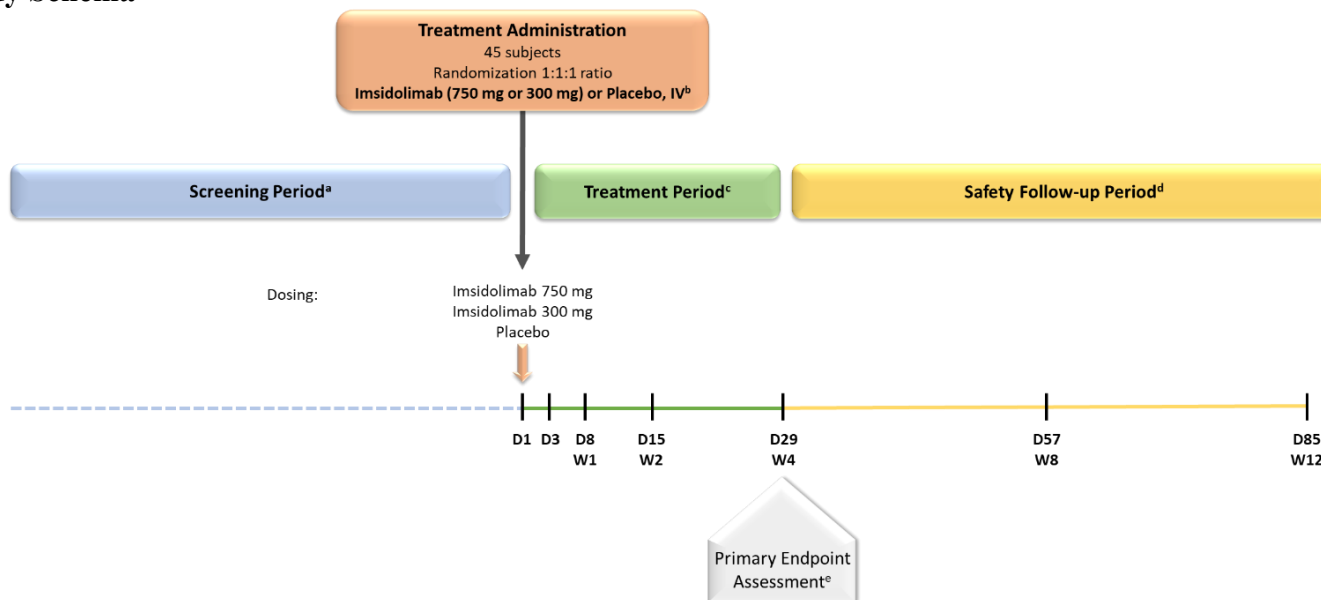 Treatment Administration
45 subjects
Randomization 1:1:1 ratio
Imsidolimab (750 mg or 300 mg) or Placebo, IVᵇ
Screening Periodᵃ
Treatment Periodᶜ
Safety Follow-up Periodᵈ
Dosing:
Imsidolimab 750 mg
Imsidolimab 300 mg
Placebo
D1 D3 D8 D15 D29 D57 D85
W1 W2 W4 W8 W12
Primary Endpoint
Assessmentᵉ